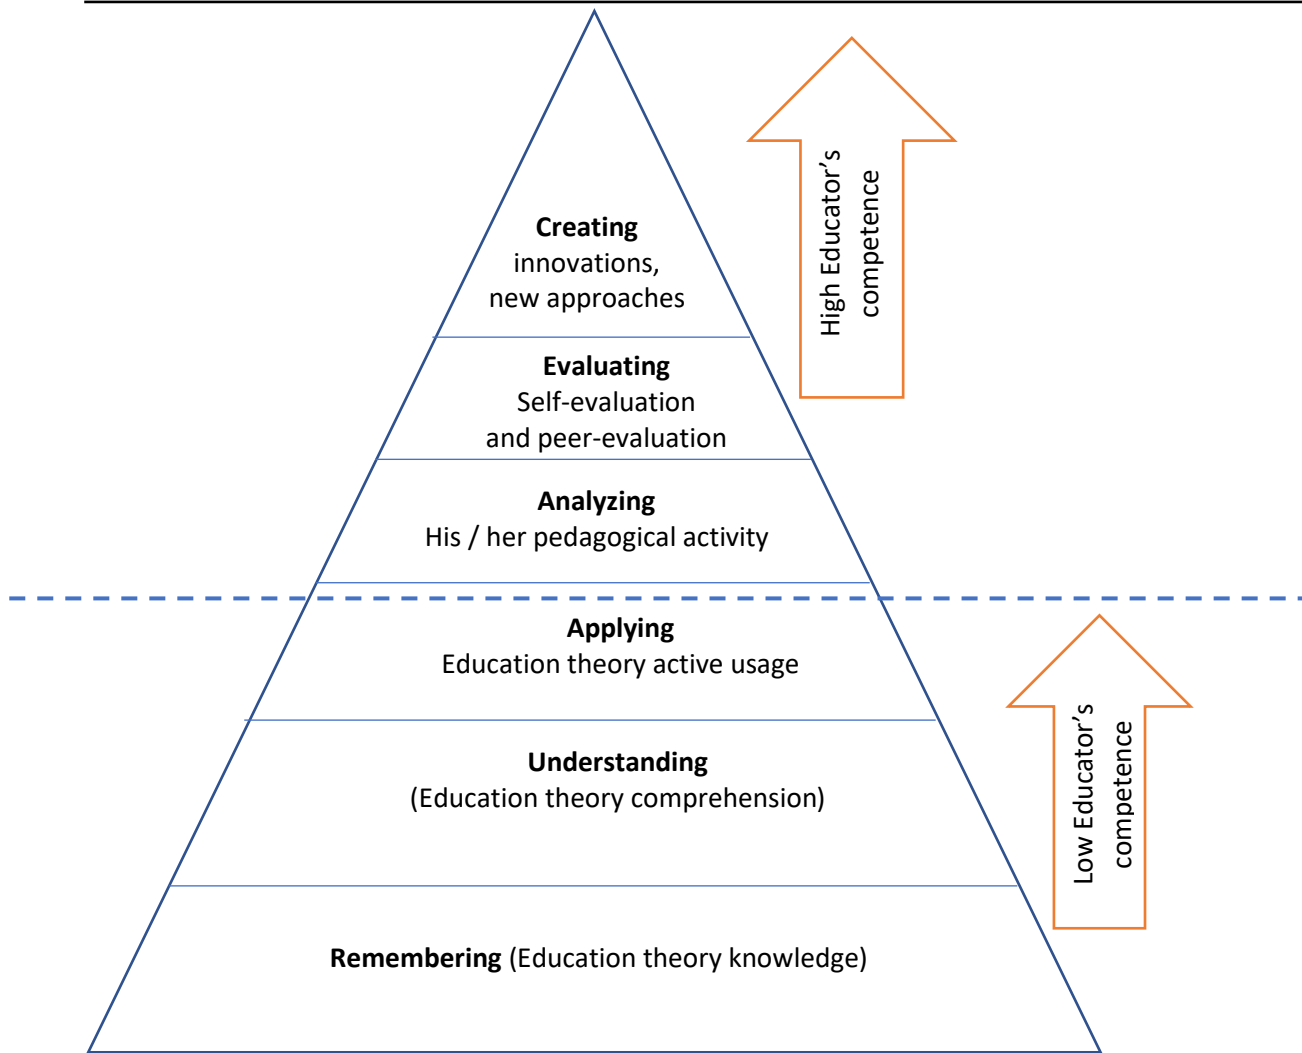 Creating
innovations,
new approaches
Evaluating
Self-evaluation
and peer-evaluation
Analyzing
His / her pedagogical activity
Applying
Education theory active usage
Understanding
(Education theory comprehension)
Remembering (Education theory knowledge)
High Educator’s
competence
Low Educator’s
competence